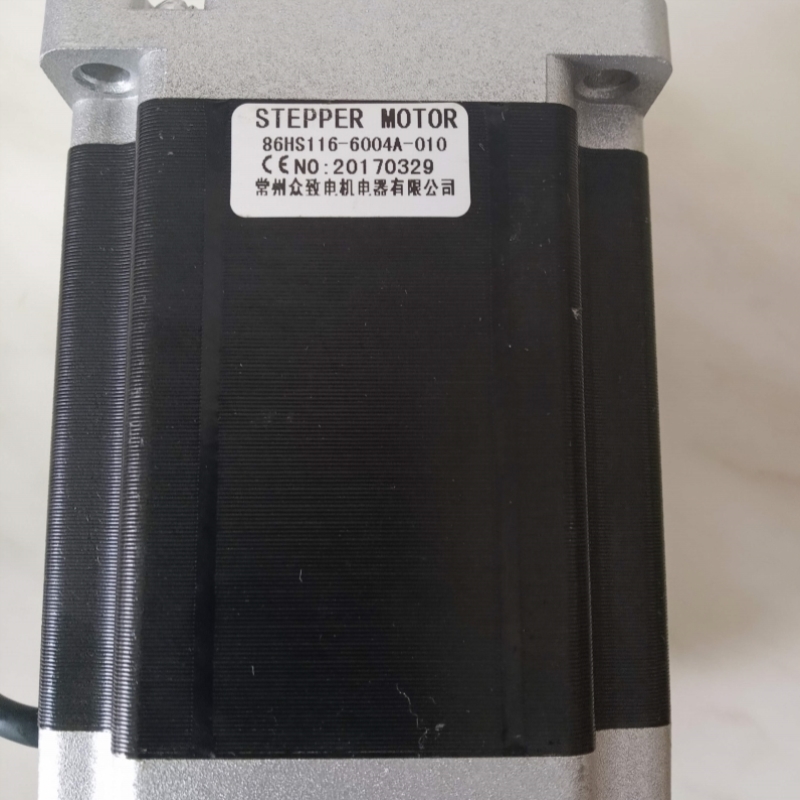 STEPPER MOTOR
86HS116-6004A-010
CE NO:20170329
常州众致电机电器有限公司